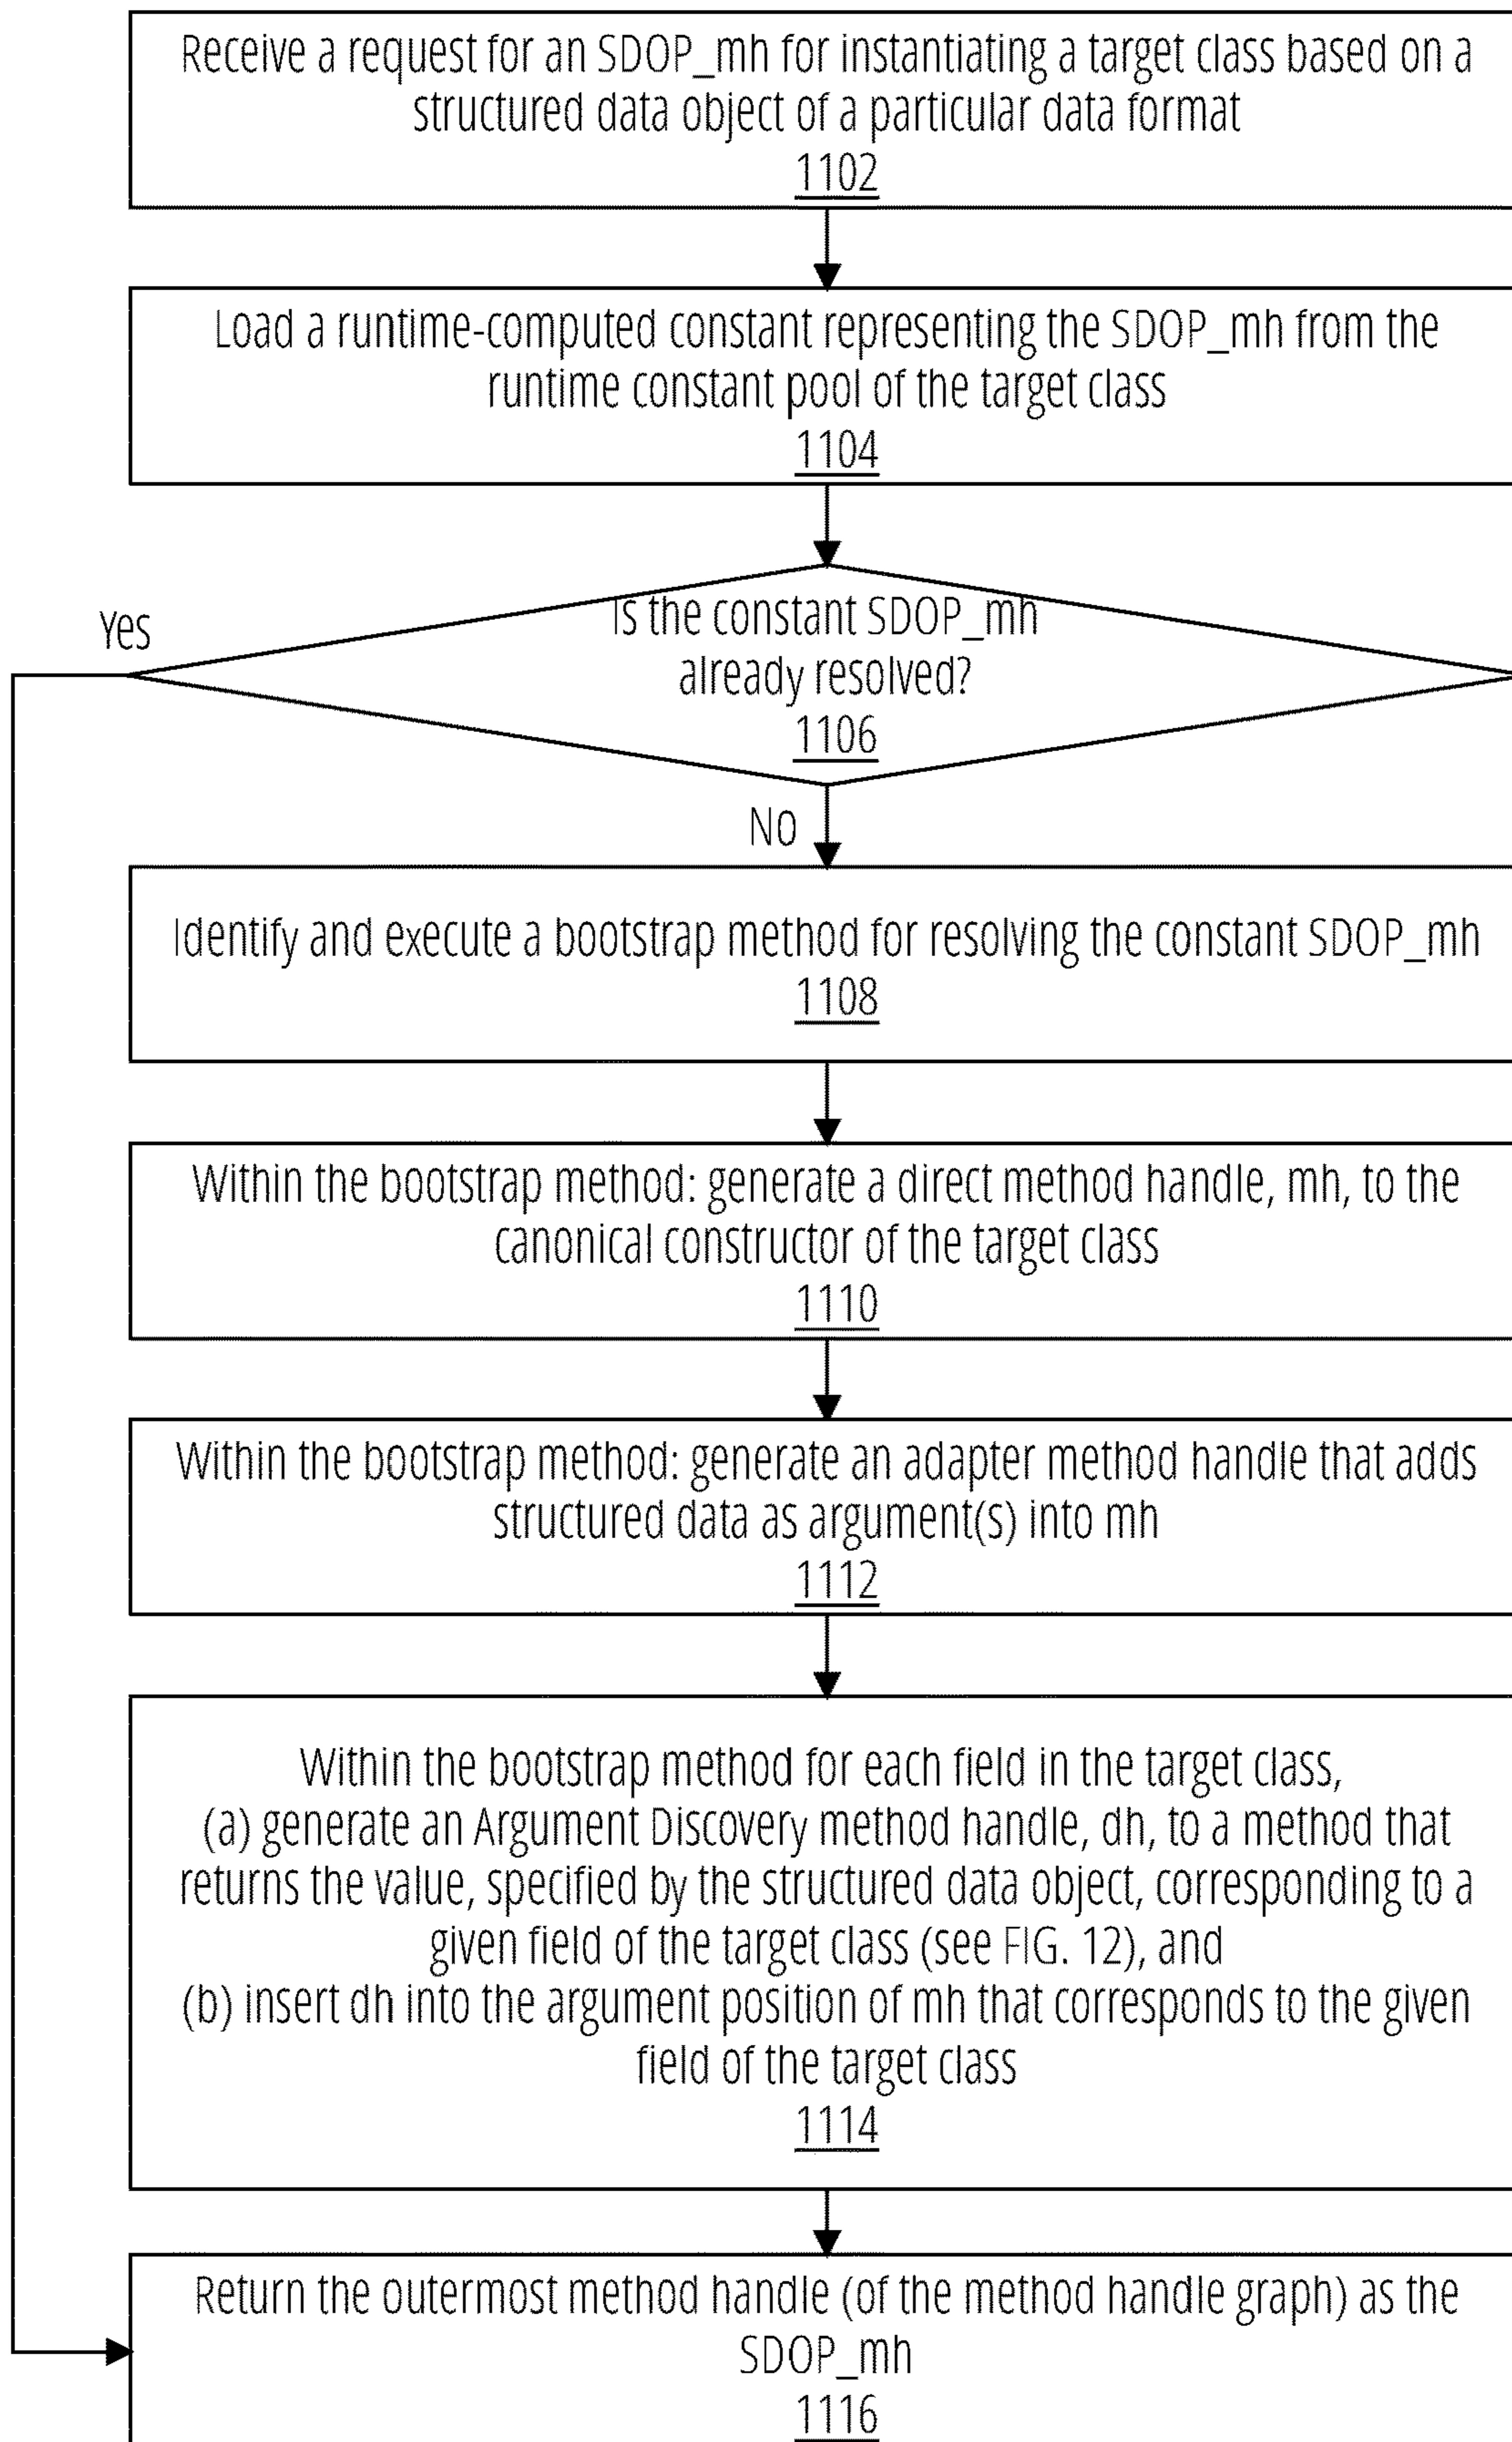 Receive a request for an SDOP_mh for instantiating a target class based on a
structured data object of a particular data format
1102
Load a runtime-computed constant representing the SDOP_mh from the
runtime constant pool of the target class
1104
Yes
Is the constant SDOP_mh
already resolved?
1106
No
Identify and execute a bootstrap method for resolving the constant SDOP_mh
1108
Within the bootstrap method: generate a direct method handle, mh, to the
canonical constructor of the target class
1110
Within the bootstrap method: generate an adapter method handle that adds
structured data as argument(s) into mh
1112
Within the bootstrap method for each field in the target class,
(a) generate an Argument Discovery method handle, dh, to a method that
returns the value, specified by the structured data object, corresponding to a
given field of the target class (see FIG. 12), and
(b) insert dh into the argument position of mh that corresponds to the given
field of the target class
1114
Return the outermost method handle (of the method handle graph) as the
SDOP_mh
1116